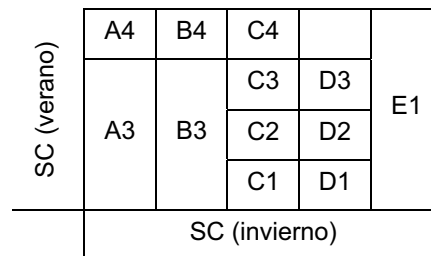 SC (verano)
A4 B4 C4
C3 D3
A3 B3 C2 D2 E1
C1 D1
SC (invierno)